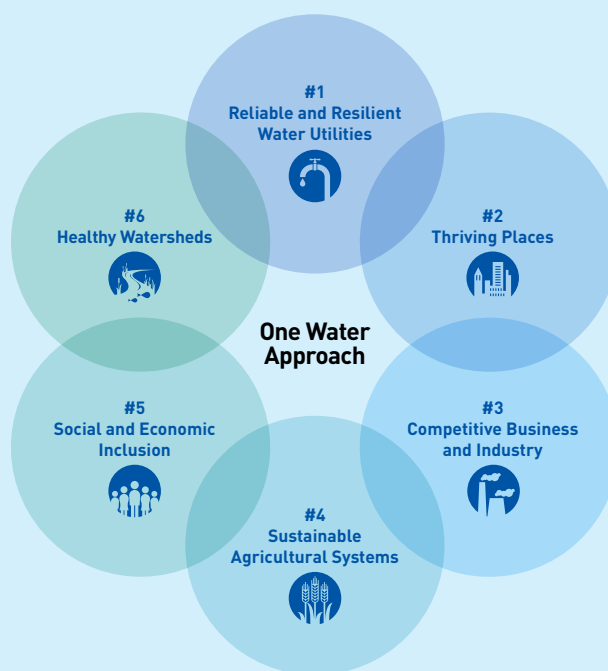 #1
Reliable and Resilient
Water Utilities
#2
Thriving Places
#3
Competitive Business
and Industry
#4
Sustainable
Agricultural Systems
#5
Social and Economic
Inclusion
#6
Healthy Watersheds
One Water
Approach